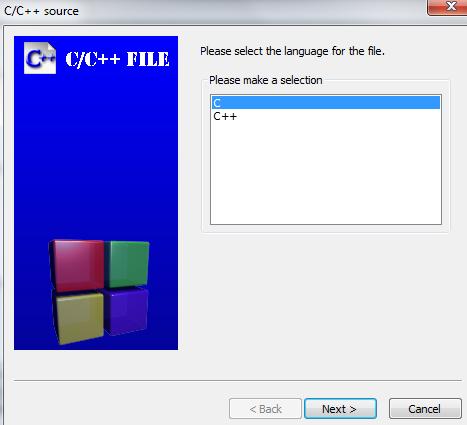 C/C++ source
C++ C/C++ FILE
Please select the language for the file.
Please make a selection
C
C++
< Back
Next >
Cancel